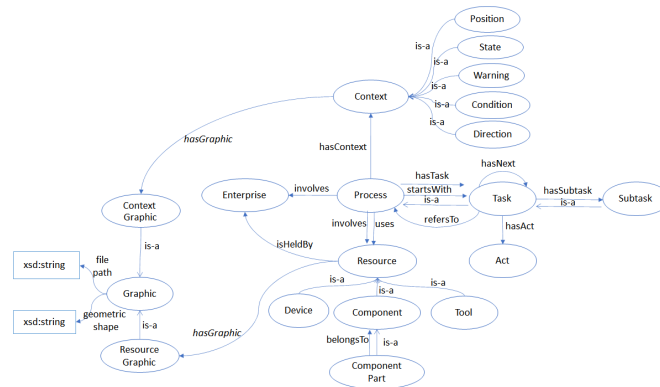 Position
is-a
State
is-a
is-a
Warning
Context
is-a
Condition
is-a
Direction
hasGraphic
hasContext
hasNext
hasTask
Enterprise
involves
Process
startsWith
is-a
Task
hasSubtask
is-a
Subtask
Context
Graphic
involves
uses
refersTo
hasAct
isHeldBy
is-a
Resource
Act
xsd:string
file
path
Graphic
is-a
is-a
is-a
Device
Component
Tool
xsd:string
geometric
shape
is-a
hasGraphic
belongsTo
is-a
Resource
Graphic
Component
Part